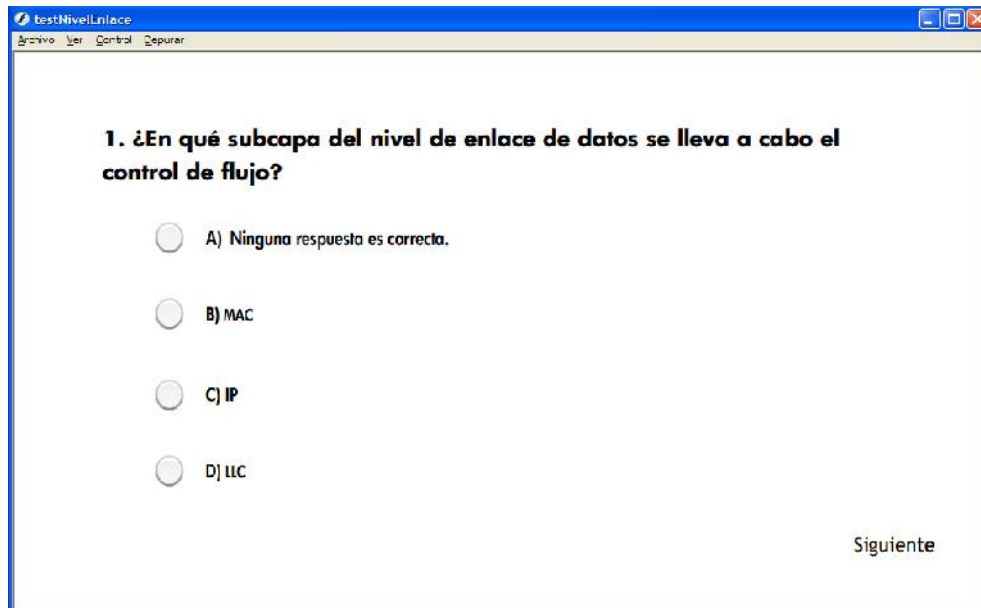 testNivelEnlace
Archivo Ver Control Depurar
1. ¿En qué subcapa del nivel de enlace de datos se lleva a cabo el
control de flujo?
A) Ninguna respuesta es correcta.
B) MAC
C) IP
D) LLC
Siguiente